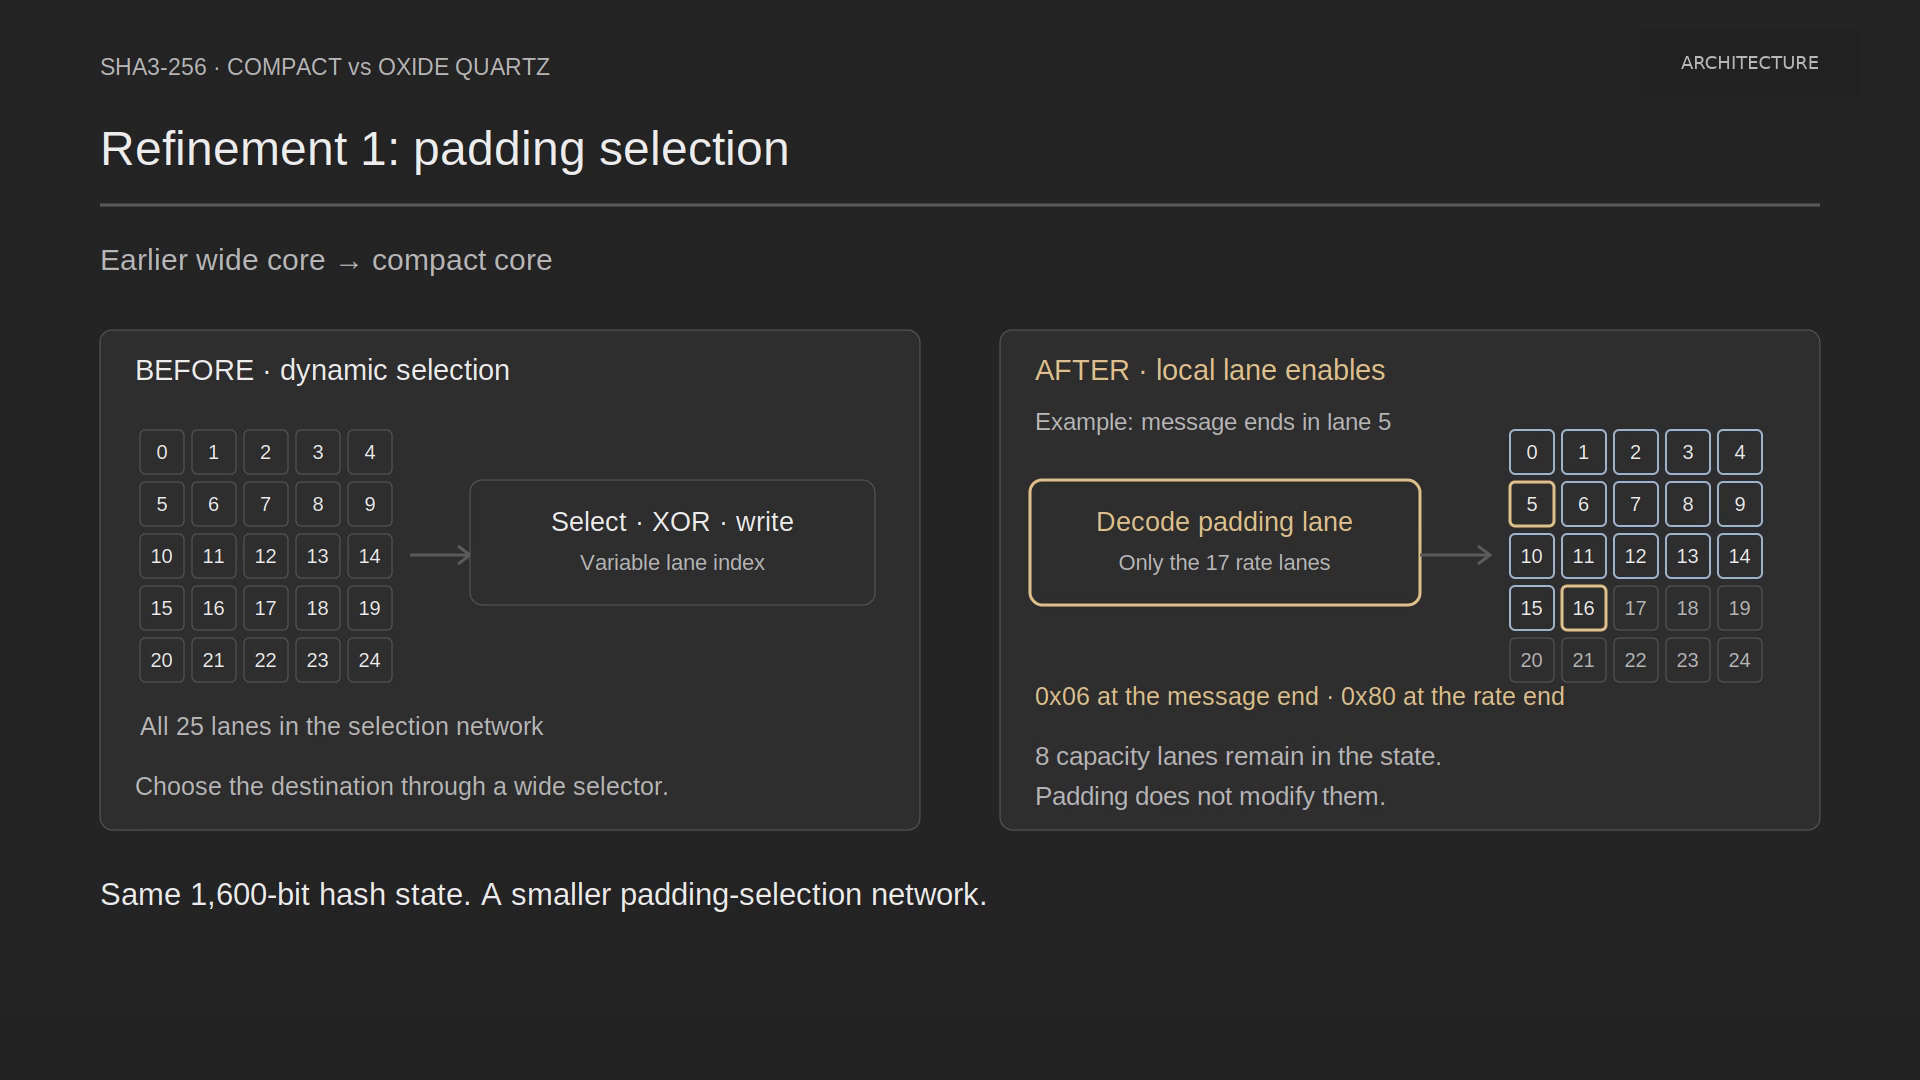 SHA3-256 · COMPACT vs OXIDE QUARTZ
ARCHITECTURE
Refinement 1: padding selection
Earlier wide core → compact core
BEFORE · dynamic selection
0 1 2 3 4
5 6 7 8 9
10 11 12 13 14
15 16 17 18 19
20 21 22 23 24
Select · XOR · write
Variable lane index
All 25 lanes in the selection network
Choose the destination through a wide selector.
AFTER · local lane enables
Example: message ends in lane 5
Decode padding lane
Only the 17 rate lanes
0 1 2 3 4
5 6 7 8 9
10 11 12 13 14
15 16 17 18 19
20 21 22 23 24
0x06 at the message end · 0x80 at the rate end
8 capacity lanes remain in the state.
Padding does not modify them.
Same 1,600-bit hash state. A smaller padding-selection network.